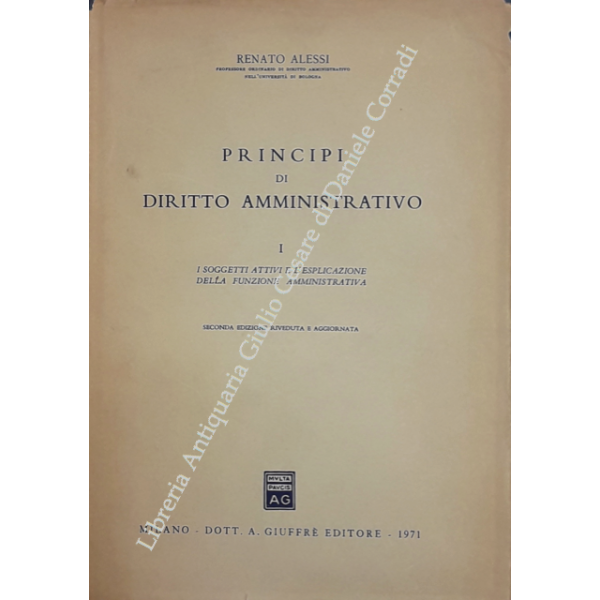 RENATO ALESSI
PROFESSORE ORDINARIO DI DIRITTO AMMINISTRATIVO
NELL'UNIVERSITÀ DI BOLOGNA
PRINCIPI
DI
DIRITTO AMMINISTRATIVO
I
I SOGGETTI ATTIVI E L'ESPLICAZIONE
DELLA FUNZIONE AMMINISTRATIVA
SECONDA EDIZIONE RIVEDUTA E AGGIORNATA
MVLTA
PAVCIS
AG
MILANO - DOTT. A. GIUFFRÈ EDITORE - 1971
Libreria Antiquaria Giulio Cesare di Daniele Corradi